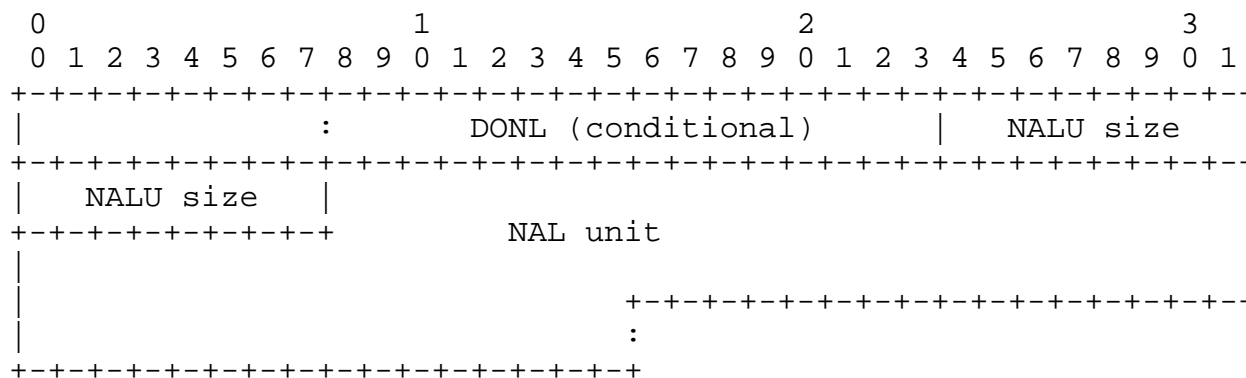 0                   1                   2                   3
 0 1 2 3 4 5 6 7 8 9 0 1 2 3 4 5 6 7 8 9 0 1 2 3 4 5 6 7 8 9 0 1
+-+-+-+-+-+-+-+-+-+-+-+-+-+-+-+-+-+-+-+-+-+-+-+-+-+-+-+-+-+-+-+--
|               :       DONL (conditional)      |   NALU size
+-+-+-+-+-+-+-+-+-+-+-+-+-+-+-+-+-+-+-+-+-+-+-+-+-+-+-+-+-+-+-+--
|   NALU size   |
+-+-+-+-+-+-+-+-+         NAL unit
|
|                               +-+-+-+-+-+-+-+-+-+-+-+-+-+-+-+--
|                               :
+-+-+-+-+-+-+-+-+-+-+-+-+-+-+-+-+